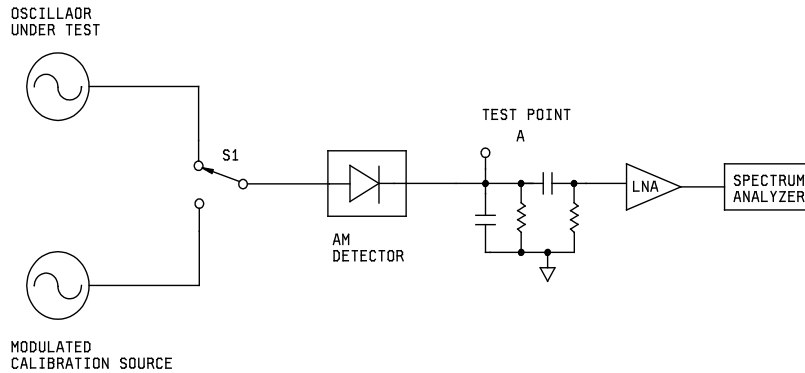 OSCILLAOR
UNDER TEST
S1
TEST POINT
A
AM
DETECTOR
LNA
SPECTRUM
ANALYZER
MODULATED
CALIBRATION SOURCE